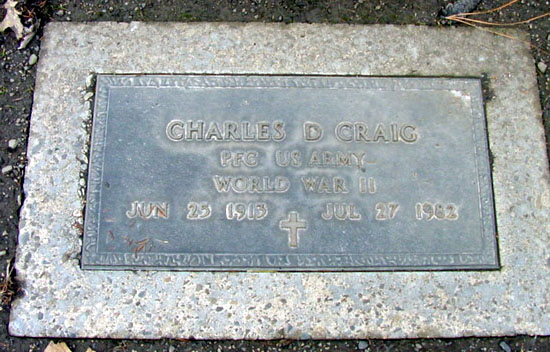 CHARLES D CRAIG
PFC US ARMY
WORLD WAR II
JUN 25 1913 JUL 27 1982